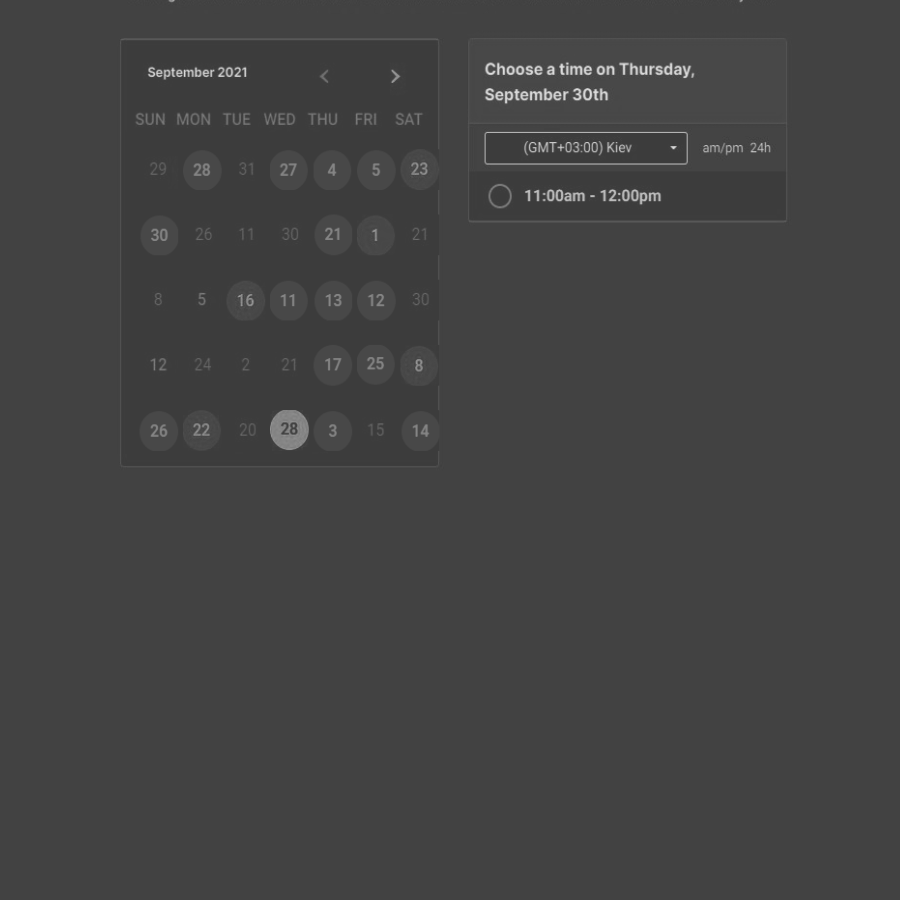 September 2021
SUN MON TUE WED THU FRI SAT
29 28 31 27 4 5 23
30 26 11 30 21 1 21
8 5 16 11 13 12 30
12 24 2 21 17 25 8
26 22 20 28 3 15 14
Choose a time on Thursday,
September 30th
(GMT+03:00) Kiev am/pm 24h
11:00am - 12:00pm